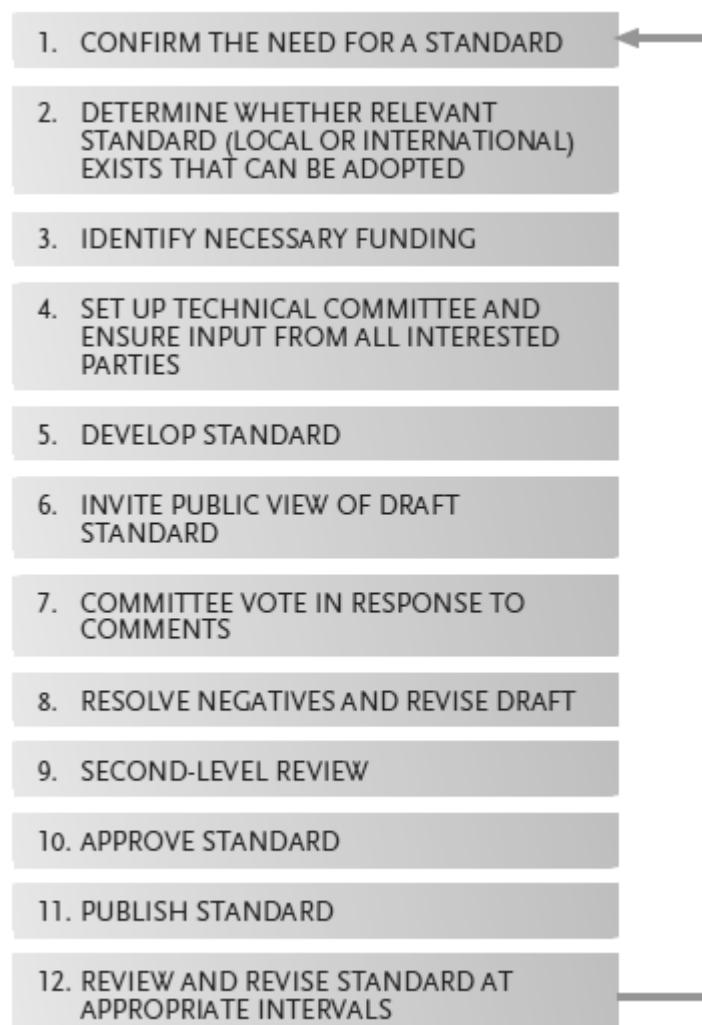 1. CONFIRM THE NEED FOR A STANDARD
2. DETERMINE WHETHER RELEVANT
STANDARD (LOCAL OR INTERNATIONAL)
EXISTS THAT CAN BE ADOPTED
3. IDENTIFY NECESSARY FUNDING
4. SET UP TECHNICAL COMMITTEE AND
ENSURE INPUT FROM ALL INTERESTED
PARTIES
5. DEVELOP STANDARD
6. INVITE PUBLIC VIEW OF DRAFT
STANDARD
7. COMMITTEE VOTE IN RESPONSE TO
COMMENTS
8. RESOLVE NEGATIVES AND REVISE DRAFT
9. SECOND-LEVEL REVIEW
10. APPROVE STANDARD
11. PUBLISH STANDARD
12. REVIEW AND REVISE STANDARD AT
APPROPRIATE INTERVALS